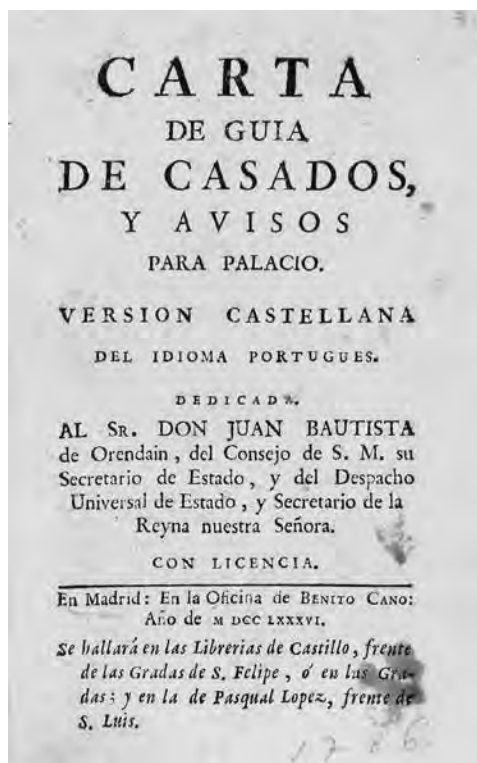 CARTA
DE GUIA
DE CASADOS,
Y AVISOS
PARA PALACIO.
VERSION CASTELLANA
DEL IDIOMA PORTUGUES.
DEDICADA.
AL SR. DON JUAN BAUTISTA
de Orendain, del Consejo de S. M. su
Secretario de Estado, y del Despacho
Universal de Estado, y Secretario de la
Reyna nuestra Señora.
CON LICENCIA.
En Madrid: En la Oficina de BENITO CANO:
Año de M DCC LXXXVI.
Se hallará en las Librerias de Castillo, frente
de las Gradas de S. Felipe, ó en las Gra-
das; y en la de Pasqual Lopez, frente de
S. Luis.
1786.